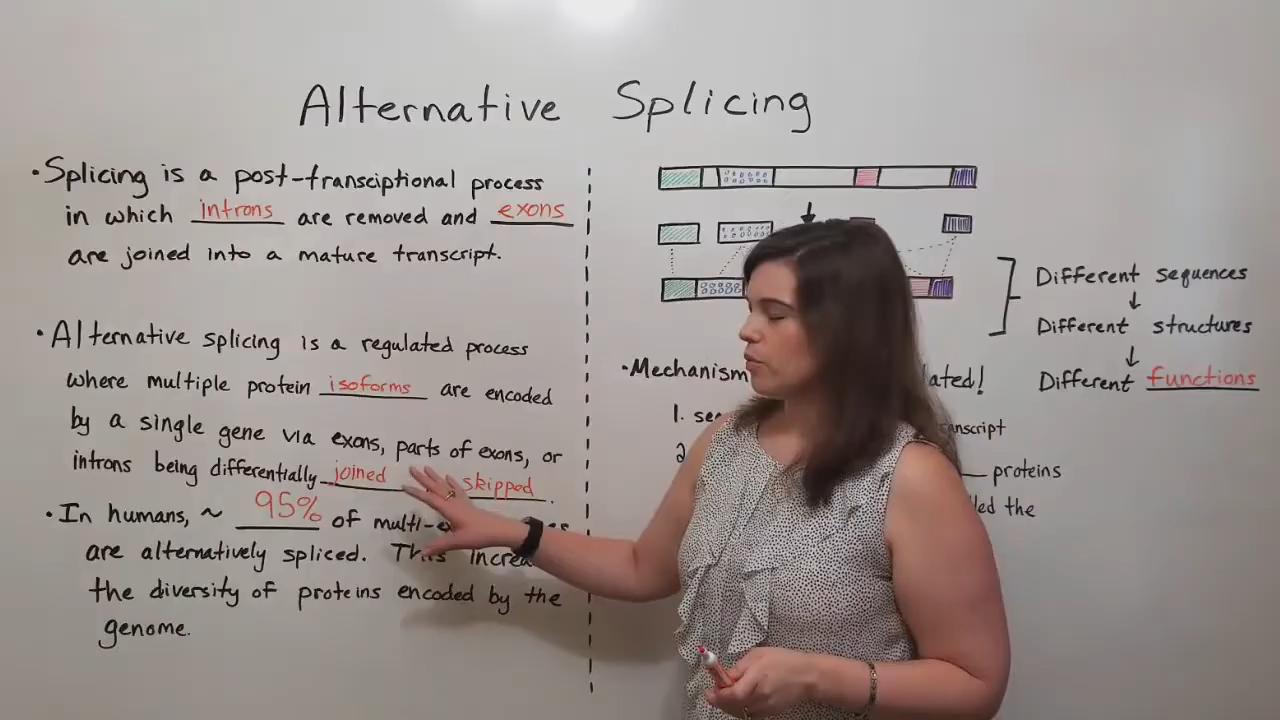 Alternative Splicing
• Splicing is a post-transciptional process
in which introns are removed and exons
are joined into a mature transcript.
• Alternative splicing is a regulated process
where multiple protein isoforms are encoded
by a single gene via exons, parts of exons, or
introns being differentially joined skipped.
• In humans, ~ 95% of multi-
are alternatively spliced. This
the diversity of proteins encoded by the
genome.
Different sequences
↓
Different structures
↓
Different functions
• Mechanism
1.
2
proteins
the